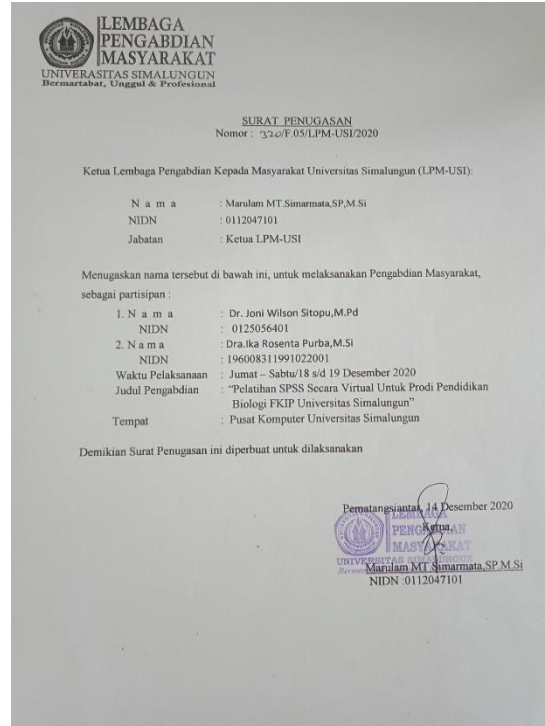 LEMBAGA
PENGABDIAN
MASYARAKAT
UNIVERASITAS SIMALUNGUN
Bermartabat, Unggul & Profesional
SURAT PENUGASAN
Nomor : 320/F.05/LPM-USI/2020
Ketua Lembaga Pengabdian Kepada Masyarakat Universitas Simalungun (LPM-USI):
N a m a : Marulam MT.Simarmata,SP,M.Si
NIDN : 0112047101
Jabatan : Ketua LPM-USI
Menugaskan nama tersebut di bawah ini, untuk melaksanakan Pengabdian Masyarakat,
sebagai partisipan :
1. N a m a : Dr. Joni Wilson Sitopu,M.Pd
NIDN : 0125056401
2. N a m a : Dra.Ika Rosenta Purba,M.Si
NIDN : 196008311991022001
Waktu Pelaksanaan : Jumat – Sabtu/18 s/d 19 Desember 2020
Judul Pengabdian : “Pelatihan SPSS Secara Virtual Untuk Prodi Pendidikan
Biologi FKIP Universitas Simalungun”
Tempat : Pusat Komputer Universitas Simalungun
Demikian Surat Penugasan ini diperbuat untuk dilaksanakan
Pematangsiantar, 14 Desember 2020
LEMBAGA
Ketua,
PENGABDIAN
MASYARAKAT
UNIVERSITAS SIMALUNGUN
Marulam MT Simarmata,SP.M.Si
NIDN :0112047101